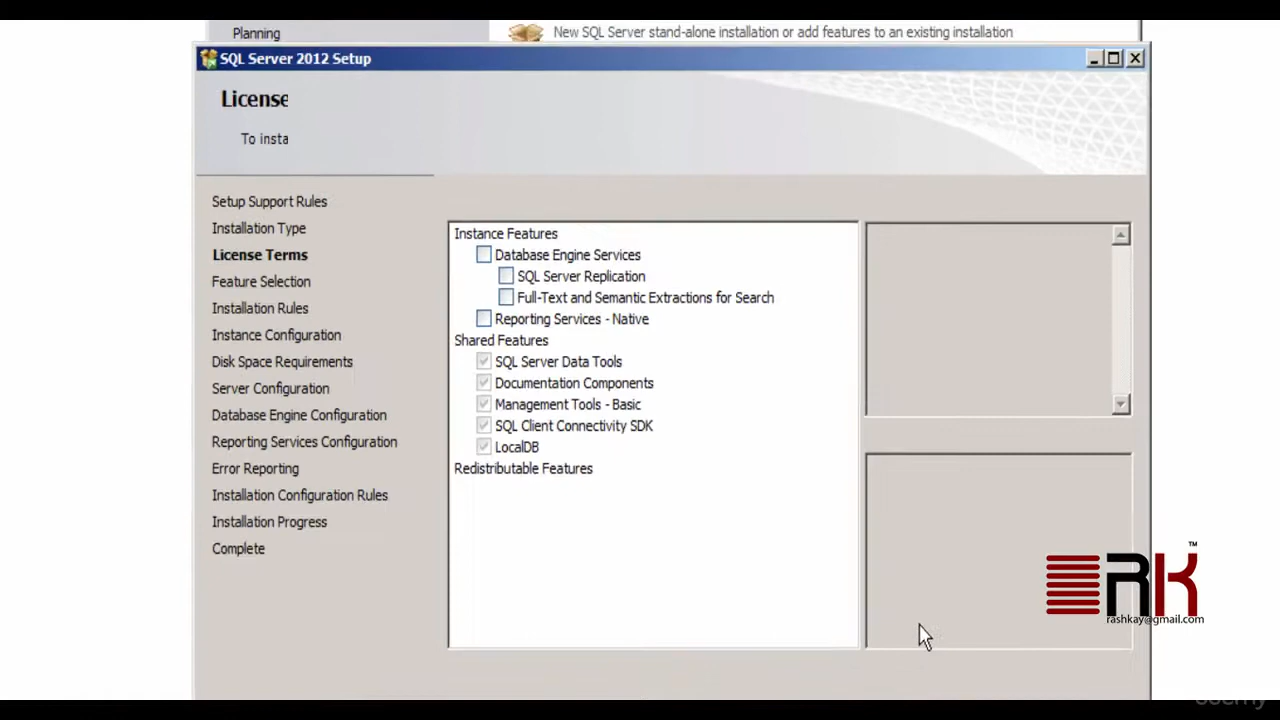 Planning
New SQL Server stand-alone installation or add features to an existing installation
SQL Server 2012 Setup
License
To insta
Setup Support Rules
Installation Type
License Terms
Feature Selection
Installation Rules
Instance Configuration
Disk Space Requirements
Server Configuration
Database Engine Configuration
Reporting Services Configuration
Error Reporting
Installation Configuration Rules
Installation Progress
Complete
Instance Features
Database Engine Services
SQL Server Replication
Full-Text and Semantic Extractions for Search
Reporting Services - Native
Shared Features
SQL Server Data Tools
Documentation Components
Management Tools - Basic
SQL Client Connectivity SDK
LocalDB
Redistributable Features
RK™
rashkay@gmail.com